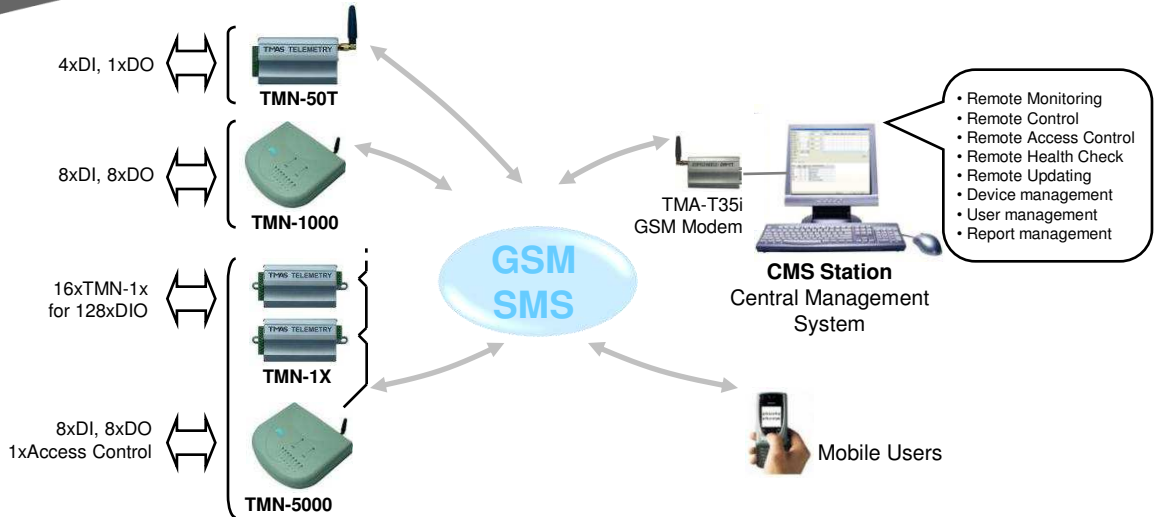 4xDI, 1xDO
TMAS TELEMETRY
TMN-50T
8xDI, 8xDO
TMN-1000
16xTMN-1x
for 128xDIO
TMAS TELEMETRY
TMAS TELEMETRY
TMN-1X
8xDI, 8xDO
1xAccess Control
TMN-5000
GSM
SMS
TMA-T35i
GSM Modem
CMS Station
Central Management
System
• Remote Monitoring
• Remote Control
• Remote Access Control
• Remote Health Check
• Remote Updating
• Device management
• User management
• Report management
Mobile Users